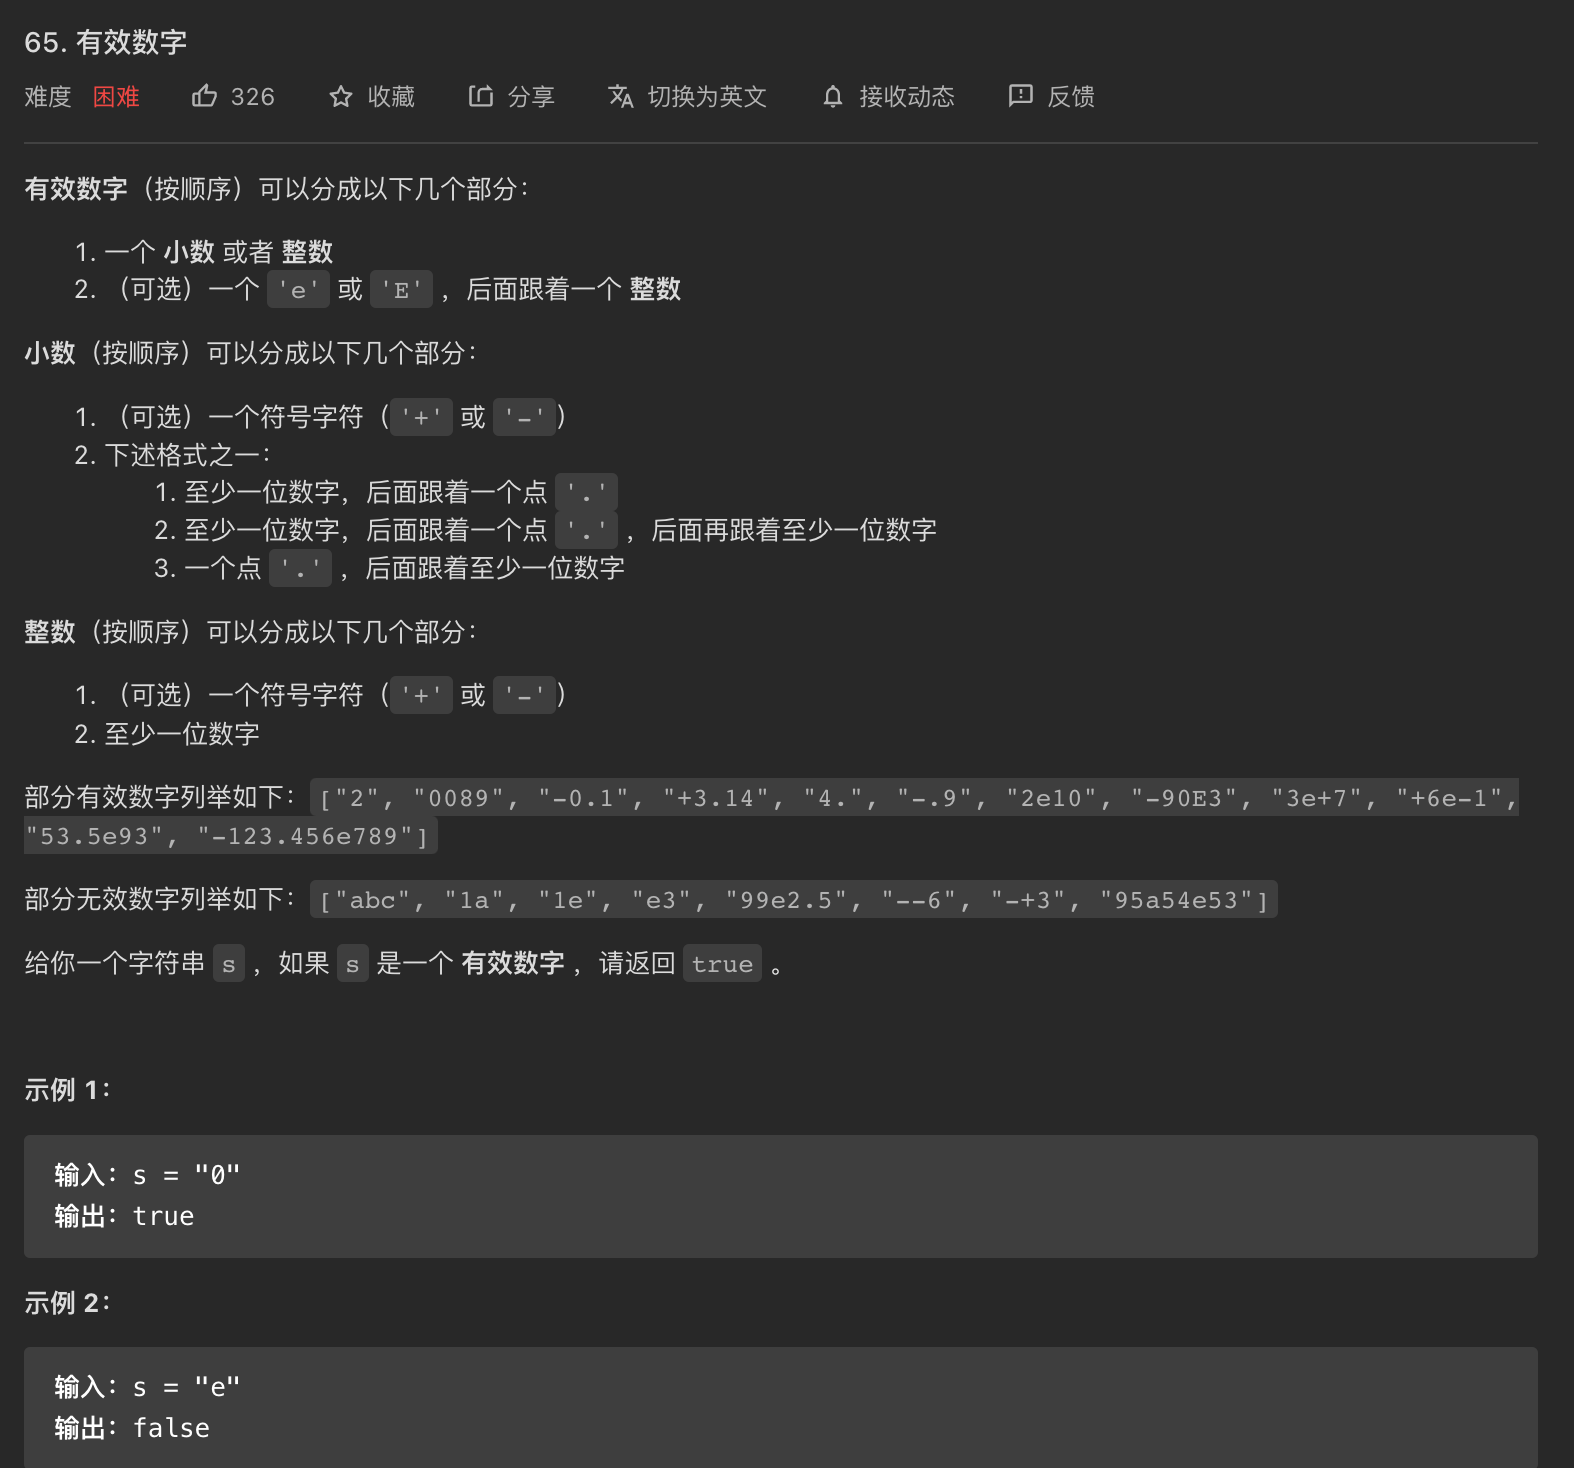 65. 有效数字
难度 困难 326 收藏 分享 切换为英文 接收动态 反馈
有效数字（按顺序）可以分成以下几个部分：
1. 一个 小数 或者 整数
2. （可选）一个 'e' 或 'E' ，后面跟着一个 整数
小数（按顺序）可以分成以下几个部分：
1. （可选）一个符号字符（'+' 或 '-'）
2. 下述格式之一：
1. 至少一位数字，后面跟着一个点 '.'
2. 至少一位数字，后面跟着一个点 '.' ，后面再跟着至少一位数字
3. 一个点 '.' ，后面跟着至少一位数字
整数（按顺序）可以分成以下几个部分：
1. （可选）一个符号字符（'+' 或 '-'）
2. 至少一位数字
部分有效数字列举如下：["2", "0089", "-0.1", "+3.14", "4.", "-.9", "2e10", "-90E3", "3e+7", "+6e-1",
"53.5e93", "-123.456e789"]
部分无效数字列举如下：["abc", "1a", "1e", "e3", "99e2.5", "--6", "-+3", "95a54e53"]
给你一个字符串 s ，如果 s 是一个 有效数字 ，请返回 true 。
示例 1：
输入：s = "0"
输出：true
示例 2：
输入：s = "e"
输出：false